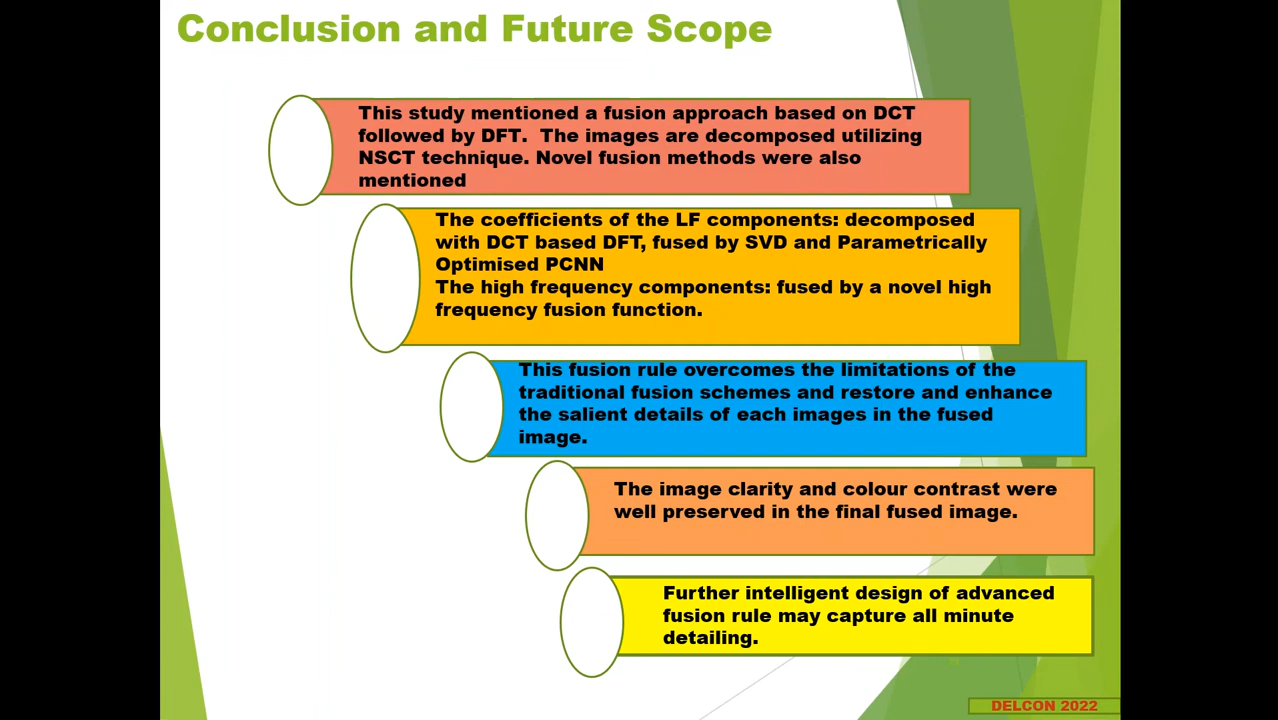 Conclusion and Future Scope
This study mentioned a fusion approach based on DCT
followed by DFT.  The images are decomposed utilizing
NSCT technique. Novel fusion methods were also
mentioned
The coefficients of the LF components: decomposed
with DCT based DFT, fused by SVD and Parametrically
Optimised PCNN
The high frequency components: fused by a novel high
frequency fusion function.
This fusion rule overcomes the limitations of the
traditional fusion schemes and restore and enhance
the salient details of each images in the fused
image.
The image clarity and colour contrast were
well preserved in the final fused image.
Further intelligent design of advanced
fusion rule may capture all minute
detailing.
DELCON 2022